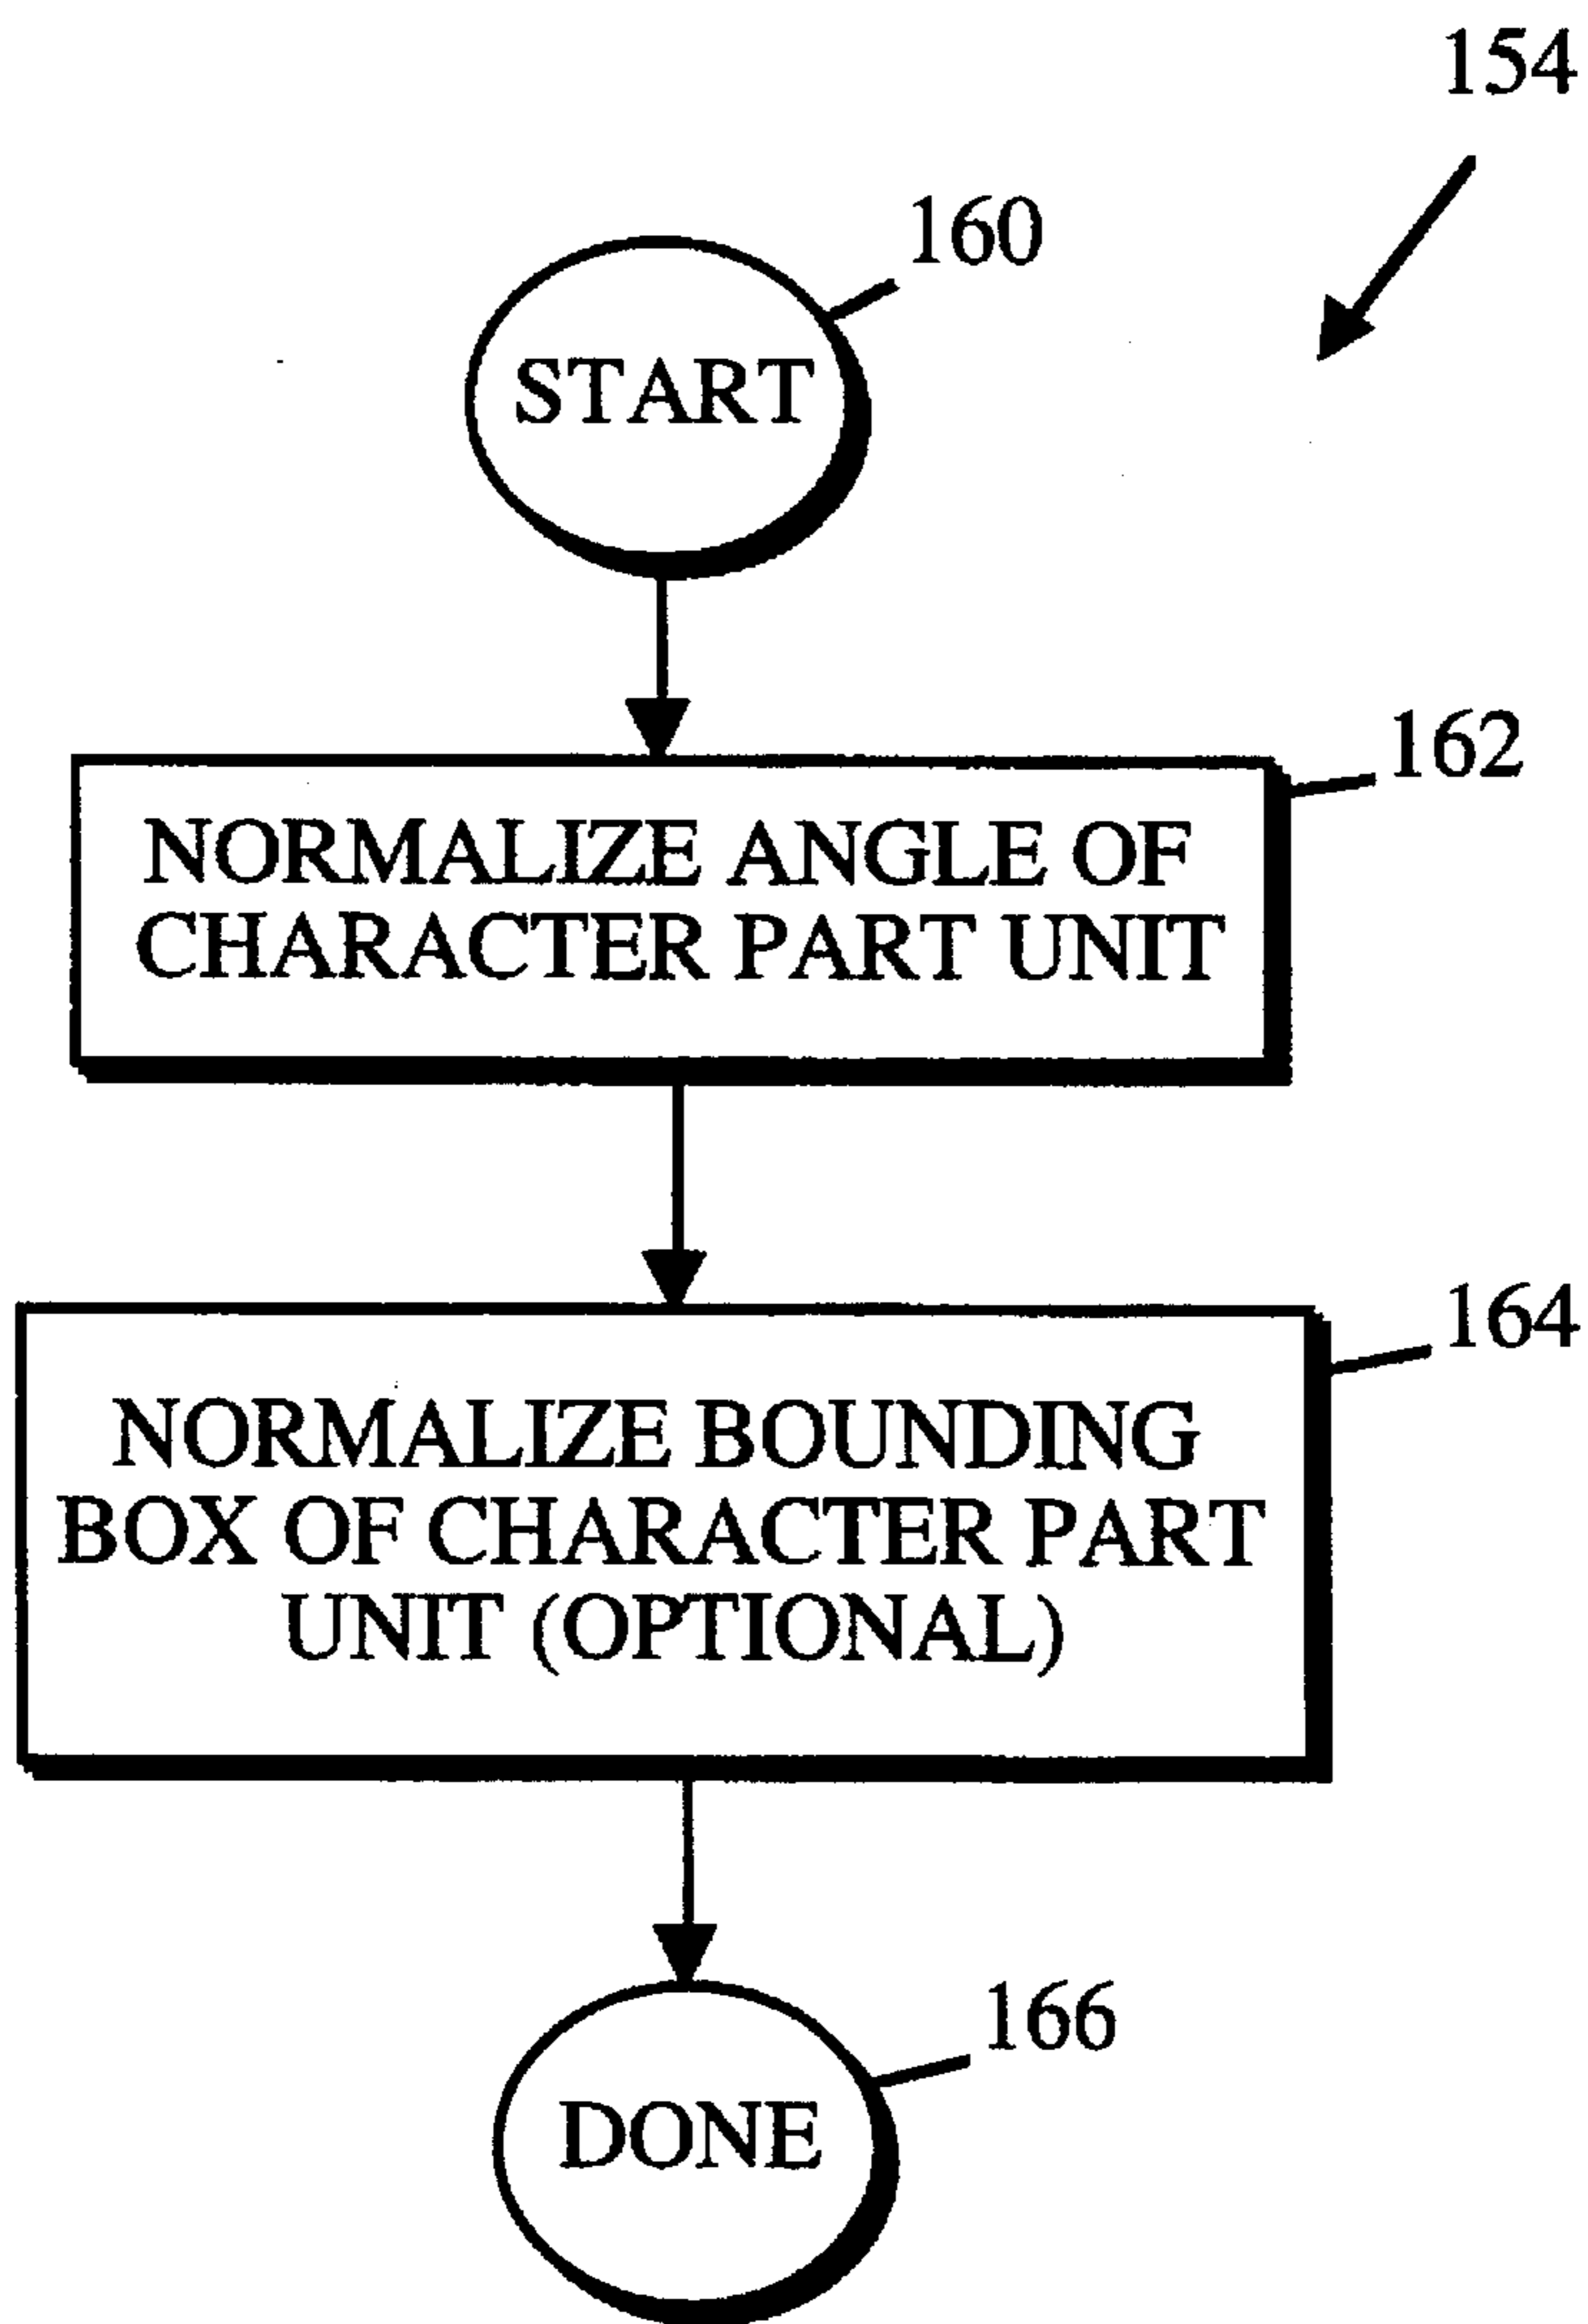 154
160
START
162
NORMALIZE ANGLE OF
CHARACTER PART UNIT
164
NORMALIZE BOUNDING
BOX OF CHARACTER PART
UNIT (OPTIONAL)
166
DONE